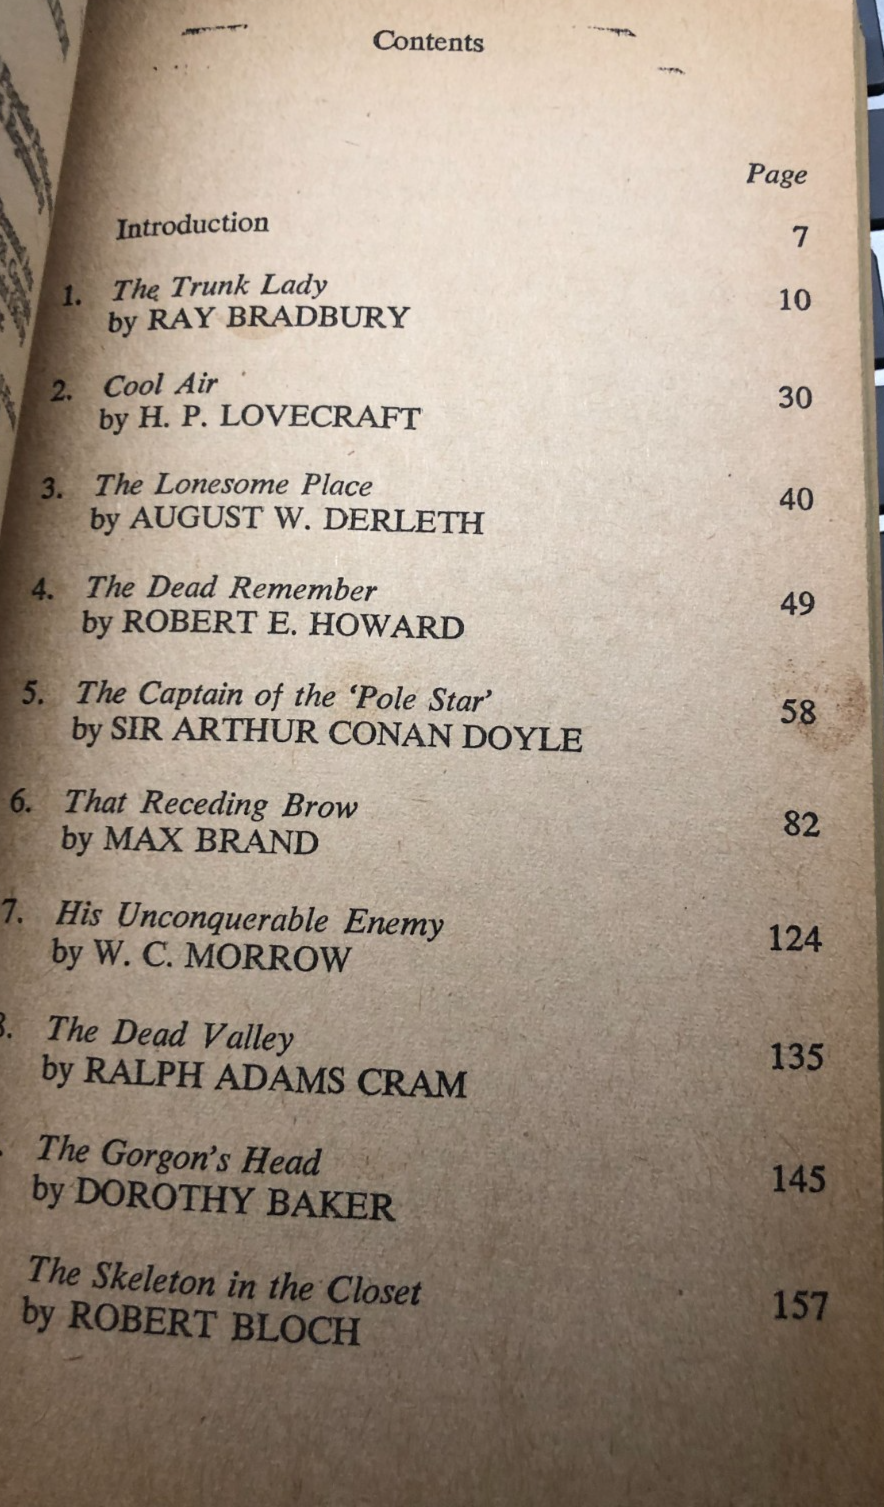 Contents
Page
Introduction 7
1. The Trunk Lady 10
by RAY BRADBURY
2. Cool Air 30
by H. P. LOVECRAFT
3. The Lonesome Place 40
by AUGUST W. DERLETH
4. The Dead Remember 49
by ROBERT E. HOWARD
5. The Captain of the ‘Pole Star’ 58
by SIR ARTHUR CONAN DOYLE
6. That Receding Brow 82
by MAX BRAND
7. His Unconquerable Enemy 124
by W. C. MORROW
8. The Dead Valley 135
by RALPH ADAMS CRAM
The Gorgon’s Head 145
by DOROTHY BAKER
The Skeleton in the Closet 157
by ROBERT BLOCH